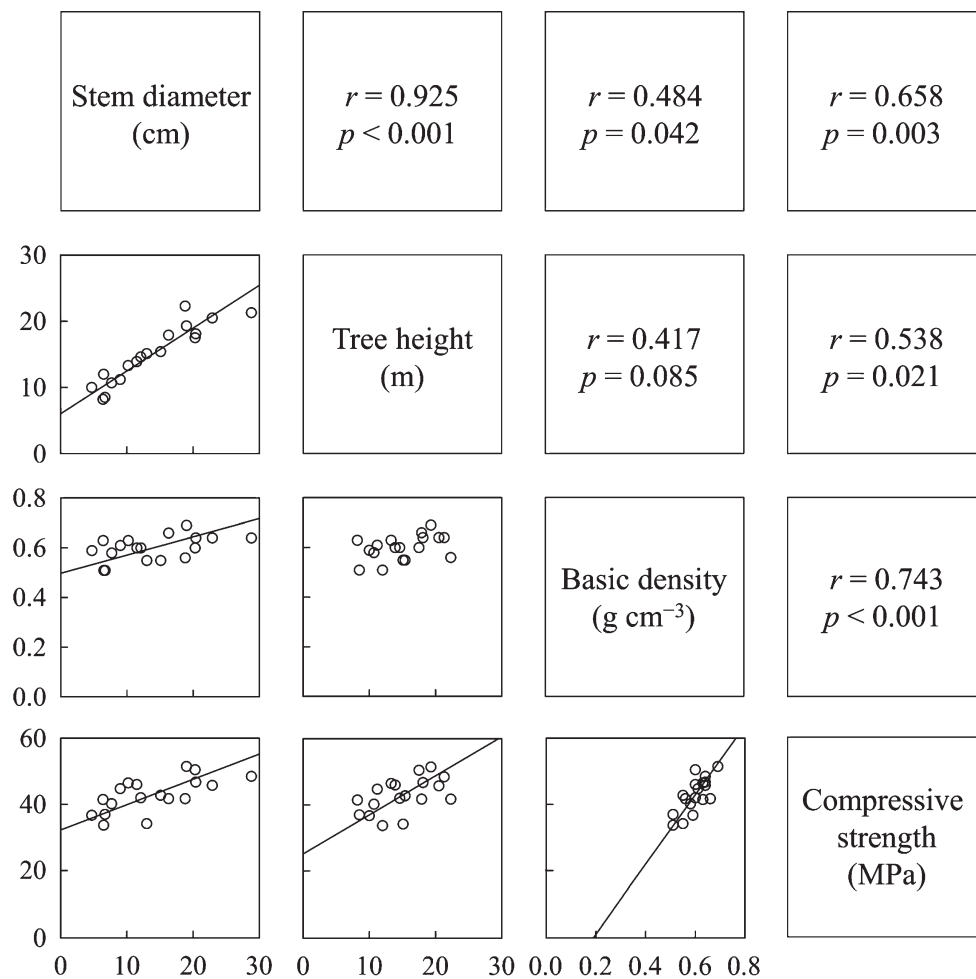 Stem diameter
(cm)
r = 0.925
p < 0.001
r = 0.484
p = 0.042
r = 0.658
p = 0.003
30
20
10
0
Tree height
(m)
r = 0.417
p = 0.085
r = 0.538
p = 0.021
0.8
0.6
0.4
0.2
0.0
Basic density
(g cm⁻³)
r = 0.743
p < 0.001
60
40
20
0
Compressive
strength
(MPa)
0 10 20 30 0 10 20 30 0.0 0.2 0.4 0.6 0.8